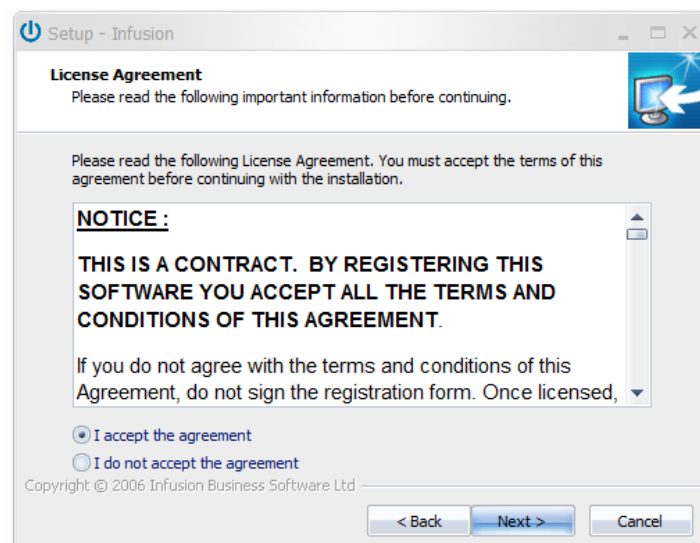 Setup - Infusion
License Agreement
Please read the following important information before continuing.
Please read the following License Agreement. You must accept the terms of this
agreement before continuing with the installation.
NOTICE :
THIS IS A CONTRACT.  BY REGISTERING THIS
SOFTWARE YOU ACCEPT ALL THE TERMS AND
CONDITIONS OF THIS AGREEMENT.
If you do not agree with the terms and conditions of this
Agreement, do not sign the registration form. Once licensed,
I accept the agreement
I do not accept the agreement
Copyright © 2006 Infusion Business Software Ltd
< Back Next > Cancel